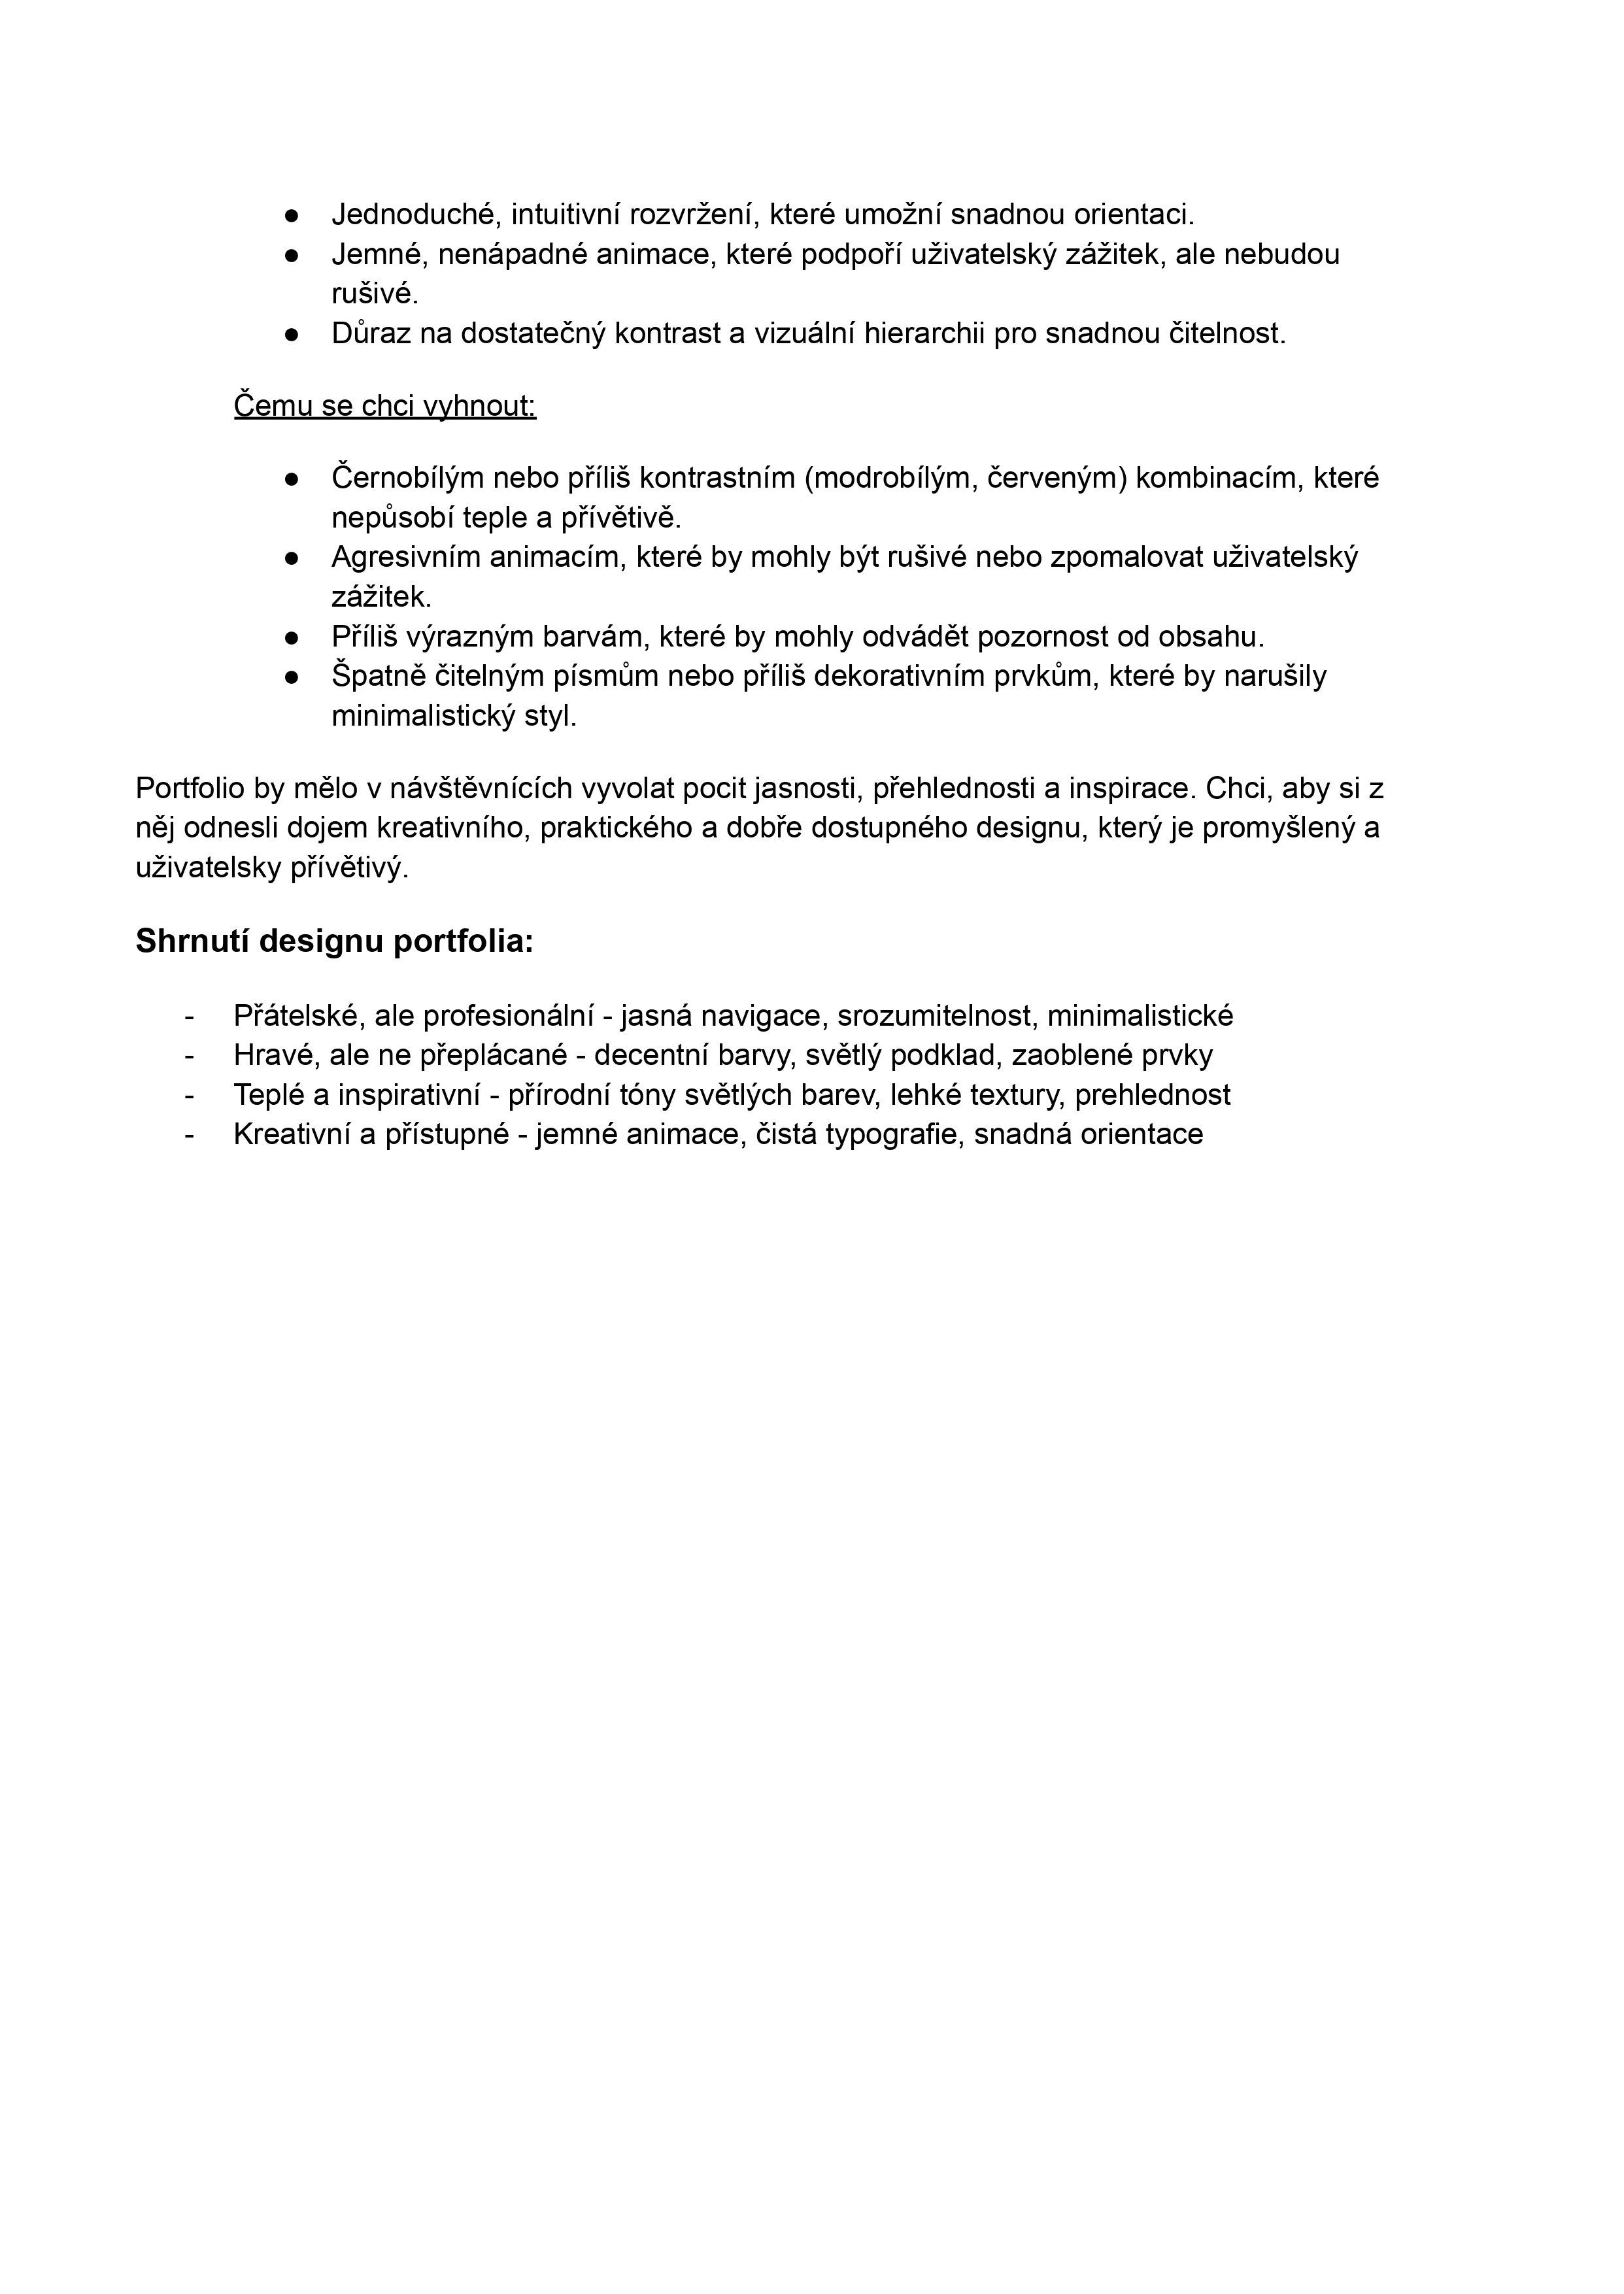 ● Jednoduché, intuitivní rozvržení, které umožní snadnou orientaci.
● Jemné, nenápadné animace, které podpoří uživatelský zážitek, ale nebudou
rušivé.
● Důraz na dostatečný kontrast a vizuální hierarchii pro snadnou čitelnost.
Čemu se chci vyhnout:
● Černobílým nebo příliš kontrastním (modrobílým, červeným) kombinacím, které
nepůsobí teple a přívětivě.
● Agresivním animacím, které by mohly být rušivé nebo zpomalovat uživatelský
zážitek.
● Příliš výrazným barvám, které by mohly odvádět pozornost od obsahu.
● Špatně čitelným písmům nebo příliš dekorativním prvkům, které by narušily
minimalistický styl.
Portfolio by mělo v návštěvnících vyvolat pocit jasnosti, přehlednosti a inspirace. Chci, aby si z
něj odnesli dojem kreativního, praktického a dobře dostupného designu, který je promyšlený a
uživatelsky přívětivý.
Shrnutí designu portfolia:
- Přátelské, ale profesionální - jasná navigace, srozumitelnost, minimalistické
- Hravé, ale ne přeplácané - decentní barvy, světlý podklad, zaoblené prvky
- Teplé a inspirativní - přírodní tóny světlých barev, lehké textury, prehlednost
- Kreativní a přístupné - jemné animace, čistá typografie, snadná orientace